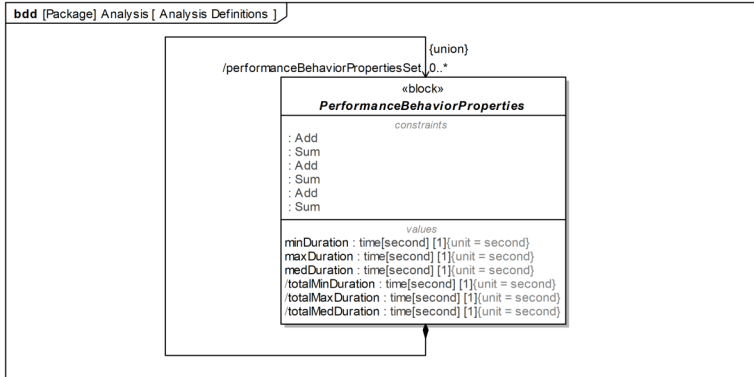 bdd [Package] Analysis [ Analysis Definitions ]
{union}
/performanceBehaviorPropertiesSet 0..*
«block»
PerformanceBehaviorProperties
constraints
: Add
: Sum
: Add
: Sum
: Add
: Sum
values
minDuration : time[second] [1]{unit = second}
maxDuration : time[second] [1]{unit = second}
medDuration : time[second] [1]{unit = second}
/totalMinDuration : time[second] [1]{unit = second}
/totalMaxDuration : time[second] [1]{unit = second}
/totalMedDuration : time[second] [1]{unit = second}